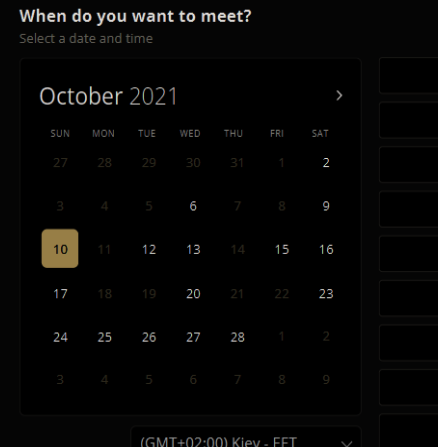 When do you want to meet?
Select a date and time
October 2021 >
SUN MON TUE WED THU FRI SAT
27 28 29 30 31 1 2
3 4 5 6 7 8 9
10 11 12 13 14 15 16
17 18 19 20 21 22 23
24 25 26 27 28 1 2
3 4 5 6 7 8 9
(GMT+02:00) Kiev - EET